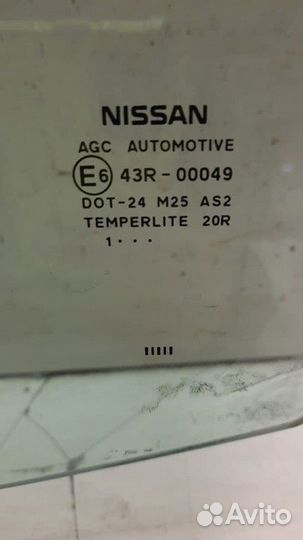 NISSAN
AGC AUTOMOTIVE
E6 43R-00049
DOT-24 M25 AS2
TEMPERLITE 20R
1···
Avito